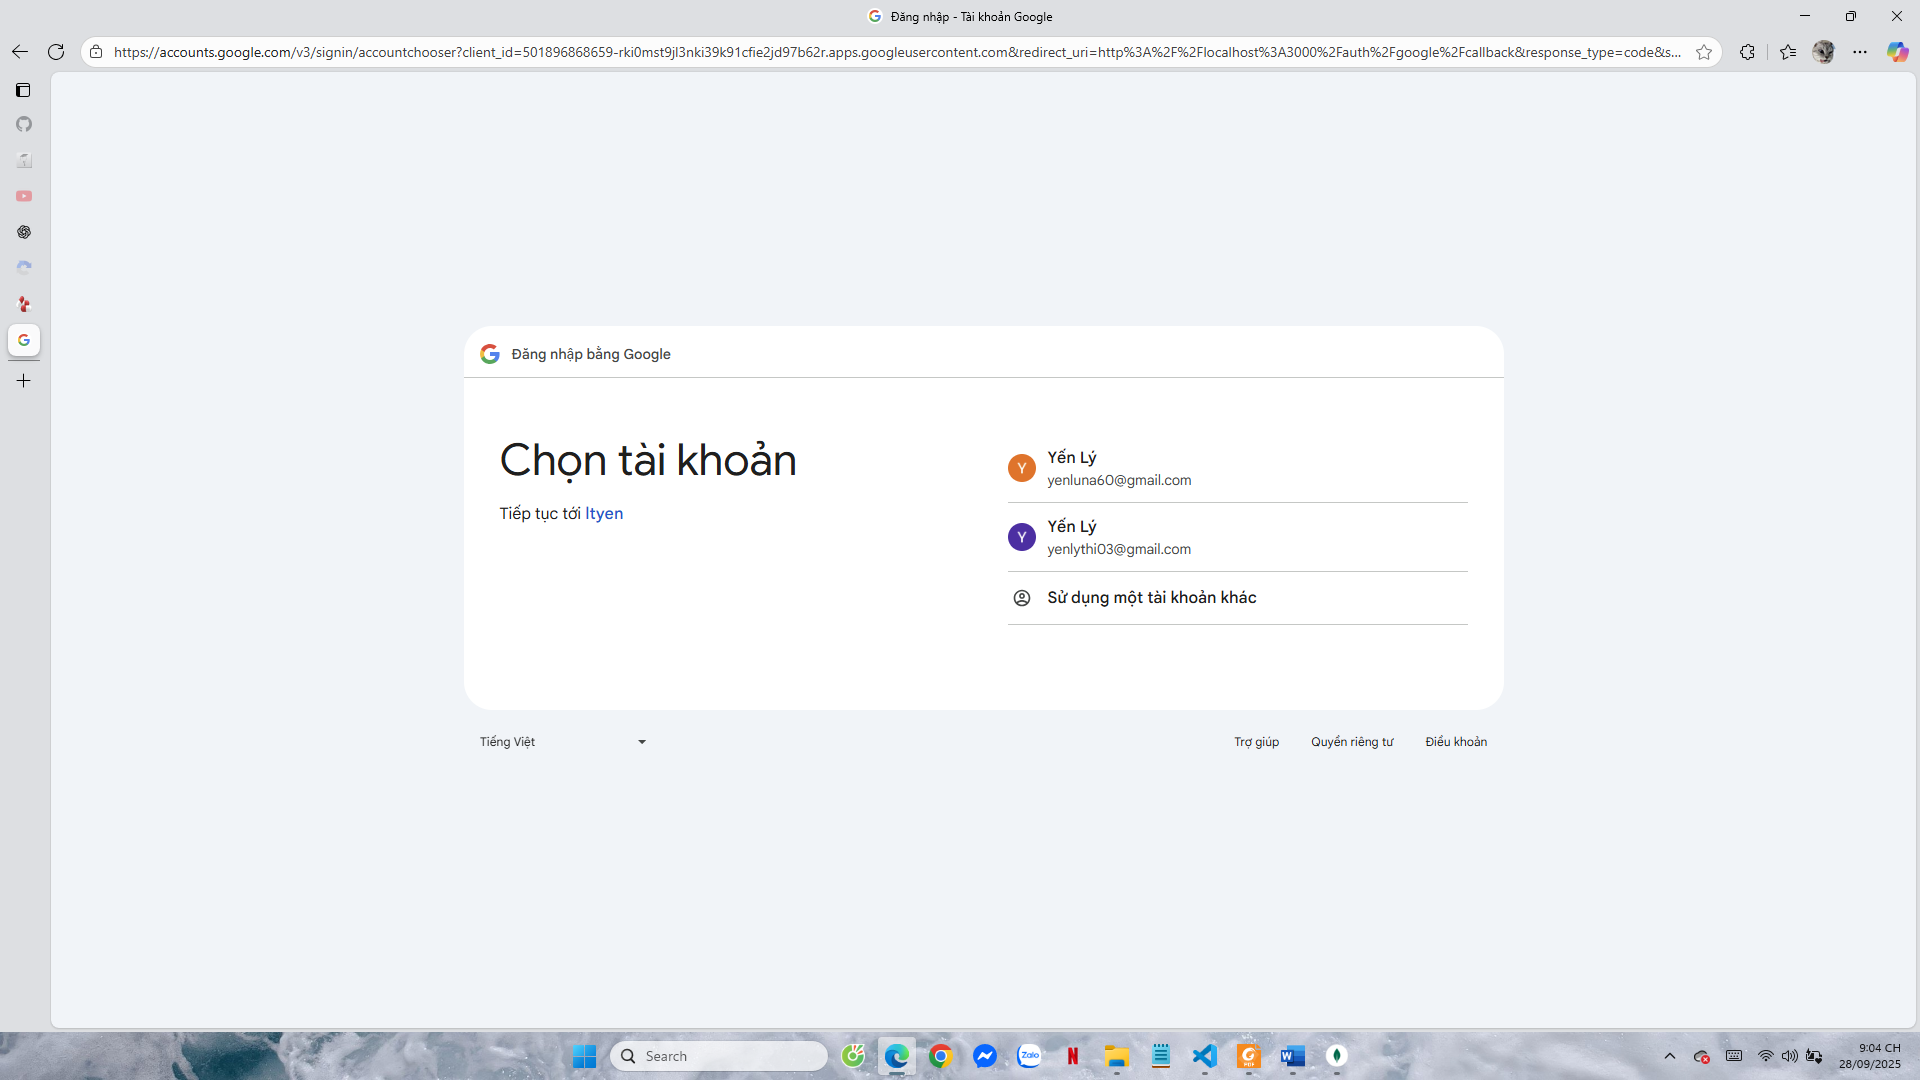 Đăng nhập - Tài khoản Google
https://accounts.google.com/v3/signin/accountchooser?client_id=501896868659-rki0mst9jl3nki39k91cfie2jd97b62r.apps.googleusercontent.com&redirect_uri=http%3A%2F%2Flocalhost%3A3000%2Fauth%2Fgoogle%2Fcallback&response_type=code&s...
Đăng nhập bằng Google
Chọn tài khoản
Tiếp tục tới ltyen
Y
Yến Lý
yenluna60@gmail.com
Y
Yến Lý
yenlythi03@gmail.com
Sử dụng một tài khoản khác
Tiếng Việt
Trợ giúp
Quyền riêng tư
Điều khoản
Search
Zalo
N
PDF
W
9:04 CH
28/09/2025